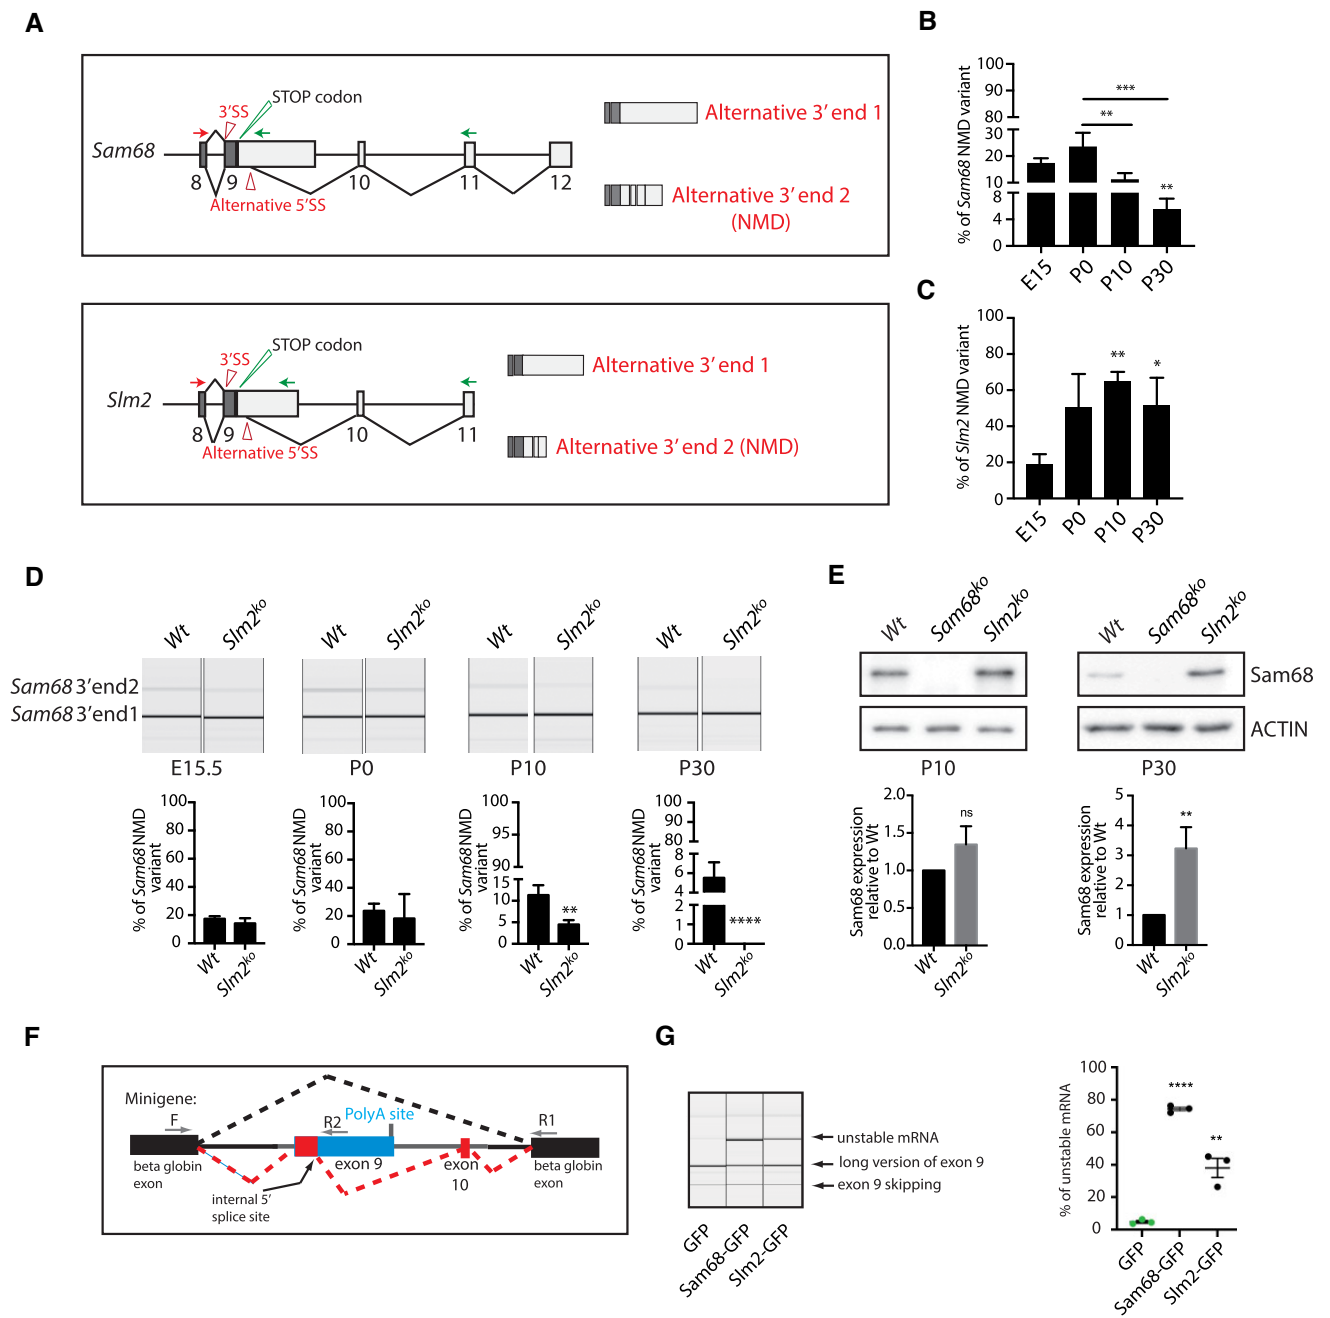 A
Sam68
3'SS
STOP codon
8
9
10
11
12
Alternative 5'SS
Alternative 3' end 1
Alternative 3' end 2
(NMD)
Slm2
3'SS
STOP codon
8
9
10
11
Alternative 5'SS
Alternative 3' end 1
Alternative 3' end 2 (NMD)
B
% of Sam68 NMD variant
100
90
80
30
20
10
8
4
0
***
**
**
E15
P0
P10
P30
C
% of Slm2 NMD variant
100
80
60
40
20
0
**
*
E15
P0
P10
P30
D
Wt
Slm2ko
Wt
Slm2ko
Wt
Slm2ko
Wt
Slm2ko
Sam68 3'end2
Sam68 3'end1
E15.5
P0
P10
P30
% of Sam68 NMD
variant
100
80
60
40
20
0
Wt
Slm2ko
% of Sam68 NMD
variant
100
80
60
40
20
0
Wt
Slm2ko
% of Sam68 NMD
variant
100
95
90
15
10
5
0
**
Wt
Slm2ko
% of Sam68 NMD
variant
100
90
80
8
6
4
2
1
0
****
Wt
Slm2ko
E
Wt
Sam68ko
Slm2ko
Wt
Sam68ko
Slm2ko
Sam68
ACTIN
P10
P30
Sam68 expression
relative to Wt
2.0
1.5
1.0
0.5
0.0
ns
Wt
Slm2ko
Sam68 expression
relative to Wt
5
4
3
2
1
0
**
Wt
Slm2ko
F
Minigene:
F
R2
PolyA site
R1
beta globin
exon
exon 9
exon
10
beta globin
exon
internal 5'
splice site
G
unstable mRNA
long version of exon 9
exon 9 skipping
GFP
Sam68-GFP
Slm2-GFP
% of unstable mRNA
100
80
60
40
20
0
****
**
GFP
Sam68-GFP
Slm2-GFP